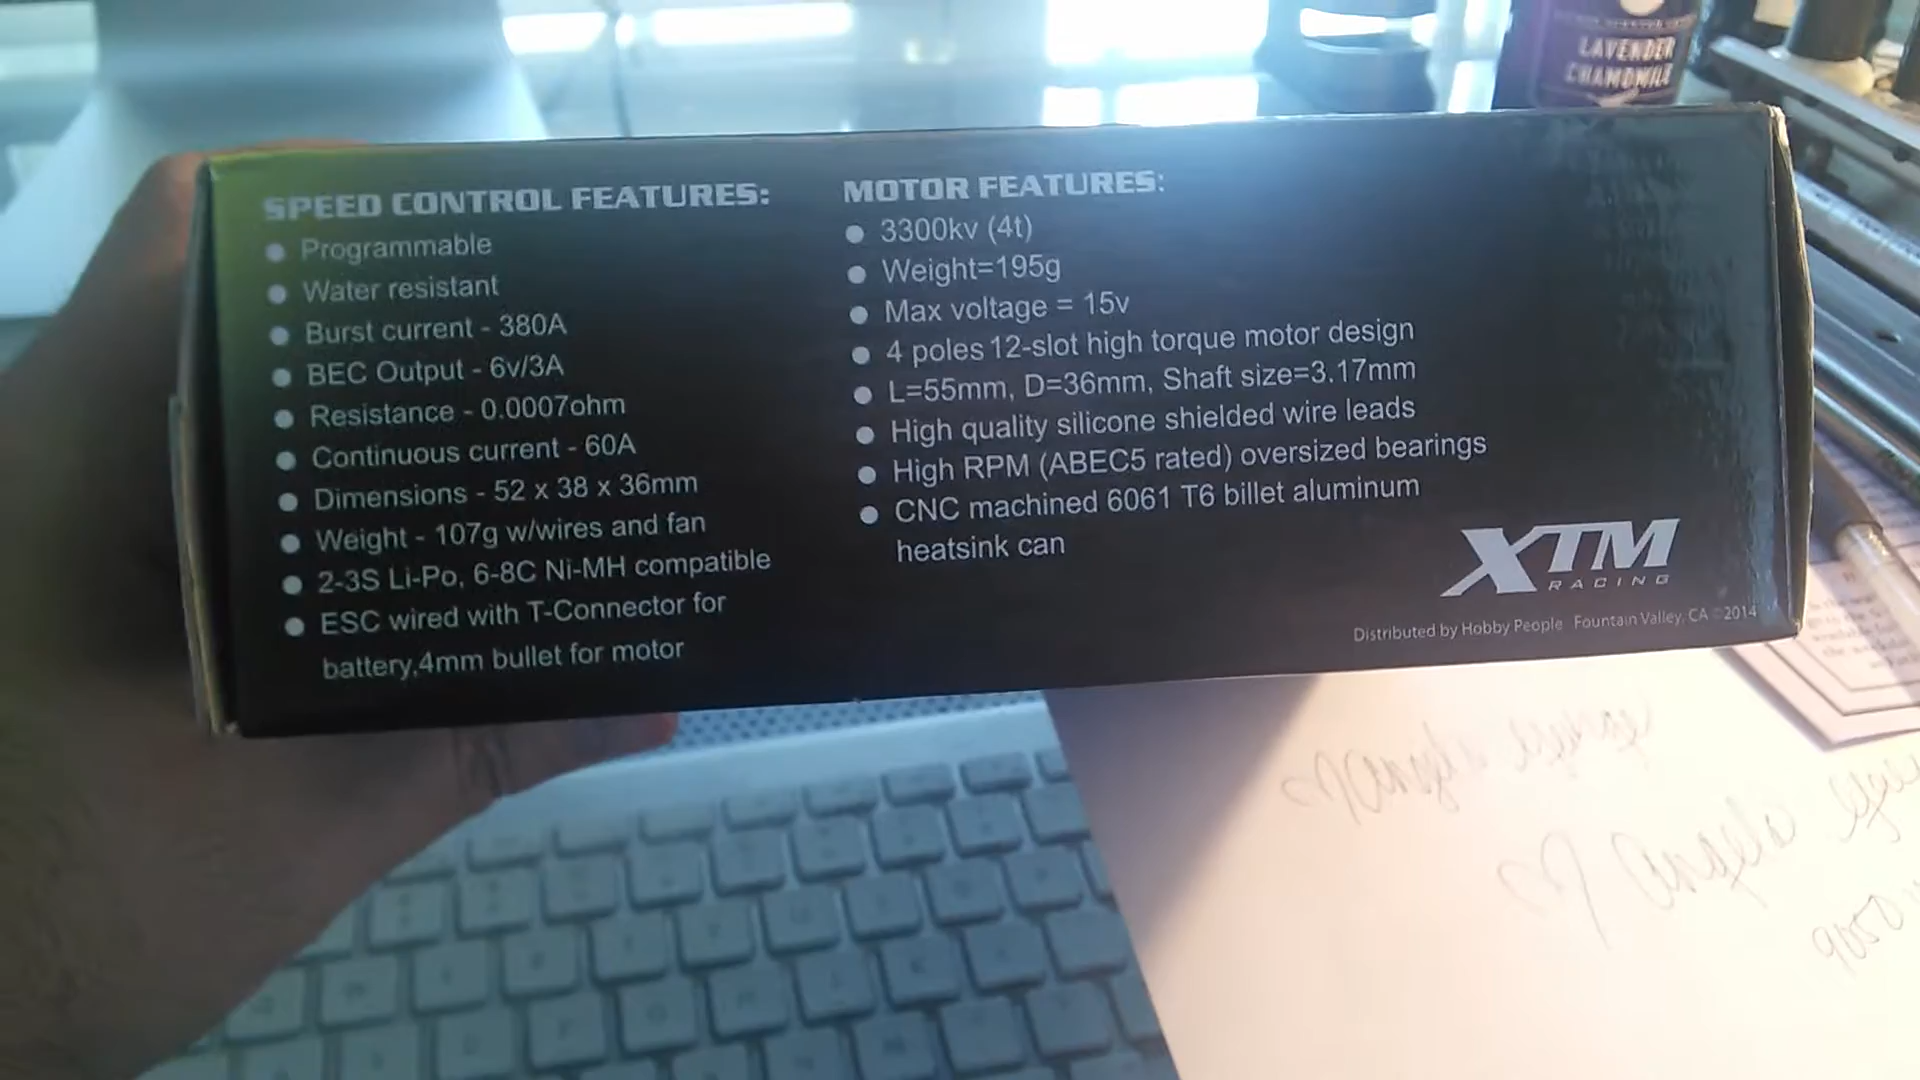 LAVENDER
CHAMOMILE
SPEED CONTROL FEATURES:
● Programmable
● Water resistant
● Burst current - 380A
● BEC Output - 6v/3A
● Resistance - 0.0007ohm
● Continuous current - 60A
● Dimensions - 52 x 38 x 36mm
● Weight - 107g w/wires and fan
● 2-3S Li-Po, 6-8C Ni-MH compatible
● ESC wired with T-Connector for
battery,4mm bullet for motor
MOTOR FEATURES:
● 3300kv (4t)
● Weight=195g
● Max voltage = 15v
● 4 poles 12-slot high torque motor design
● L=55mm, D=36mm, Shaft size=3.17mm
● High quality silicone shielded wire leads
● High RPM (ABEC5 rated) oversized bearings
● CNC machined 6061 T6 billet aluminum
heatsink can
XTM
RACING
Distributed by Hobby People Fountain Valley, CA ©2014